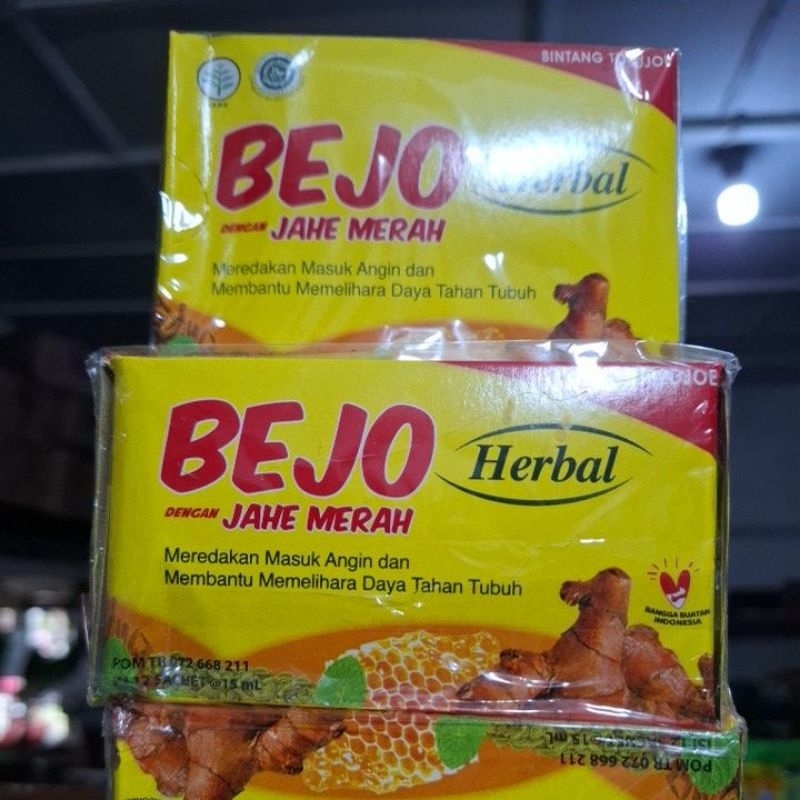 BINTANG
BEJO
Herbal
DENGAN JAHE MERAH
Meredakan Masuk Angin dan
Membantu Memelihara Daya Tahan Tubuh
BEJO
Herbal
DENGAN JAHE MERAH
Meredakan Masuk Angin dan
Membantu Memelihara Daya Tahan Tubuh
BANGGA BUATAN
INDONESIA
POM TR 072 668 211
12 SACHET @15 mL
POM TR 072 668 211